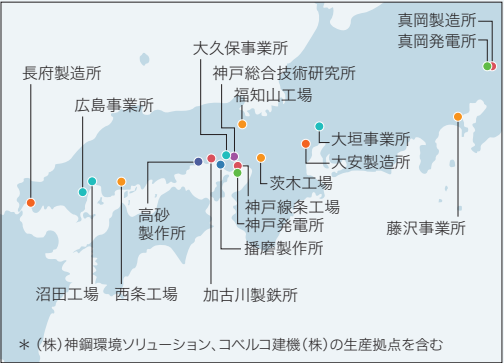 真岡製造所
真岡発電所
大久保事業所
長府製造所
神戸総合技術研究所
広島事業所
福知山工場
大垣事業所
大安製造所
茨木工場
神戸線条工場
高砂
製作所
神戸発電所
藤沢事業所
播磨製作所
沼田工場
西条工場
加古川製鉄所
＊（株）神鋼環境ソリューション、コベルコ建機（株）の生産拠点を含む